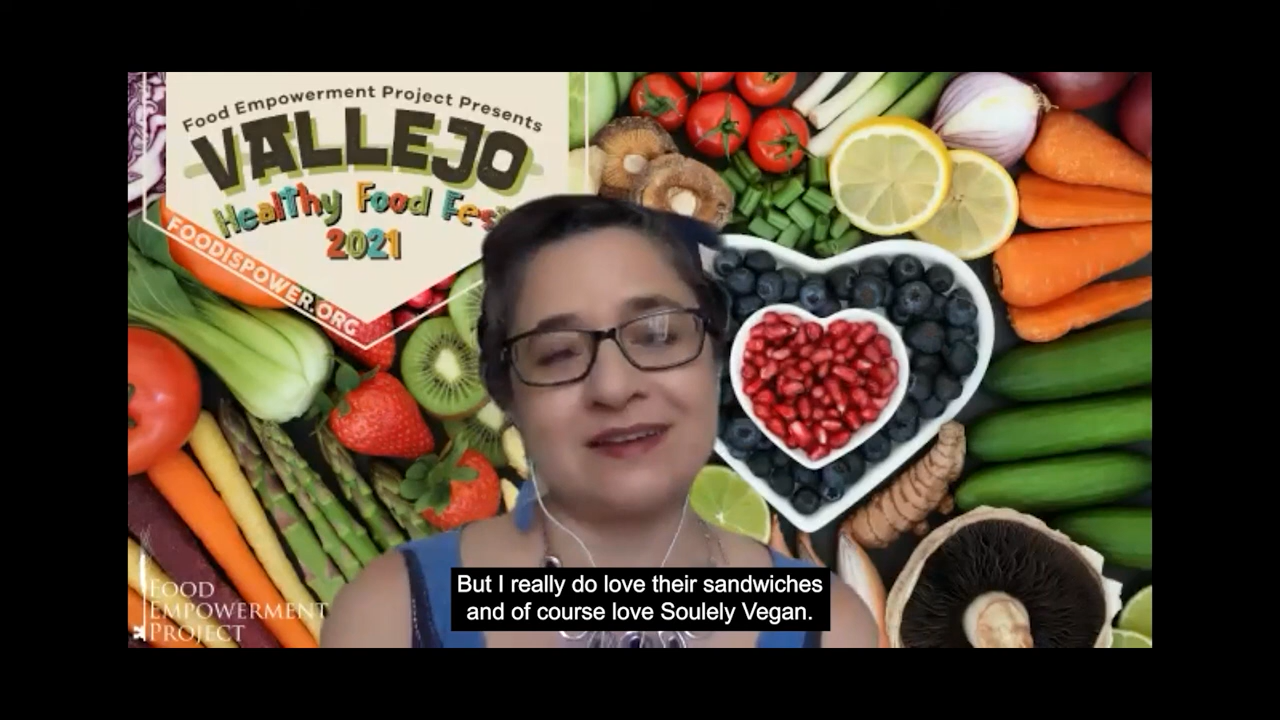 Food Empowerment Project Presents
VALLEJO
Healthy Food Fes
2021
FOODISPOWER.ORG
FOOD
EMPOWERMENT
PROJECT
But I really do love their sandwiches
and of course love Soulely Vegan.